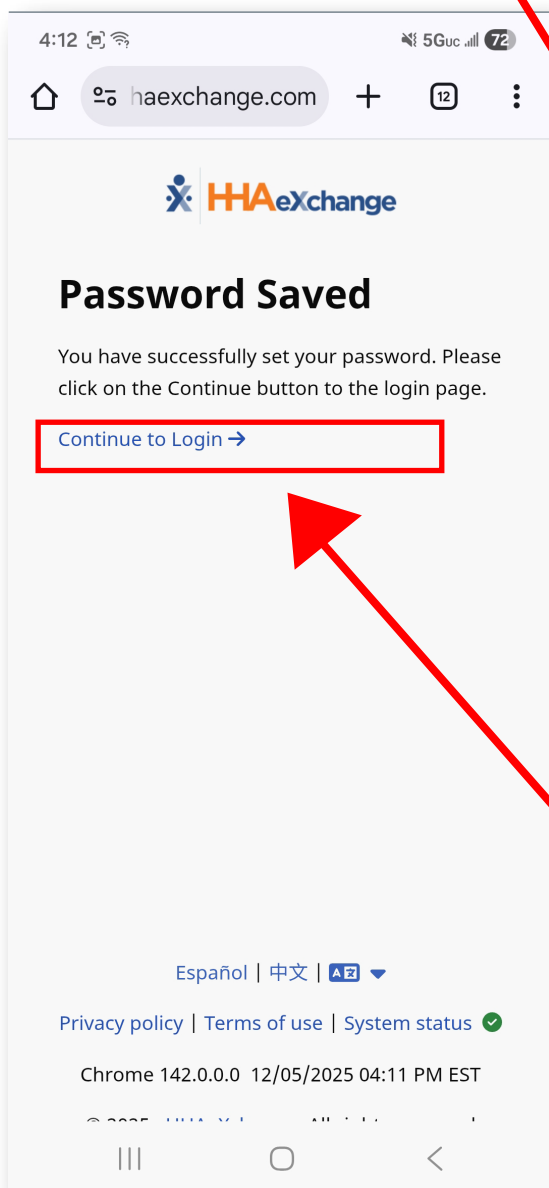 4:12 5GUC 72
haexchange.com 12
HHAeXchange
Password Saved
You have successfully set your password. Please
click on the Continue button to the login page.
Continue to Login →
Español | 中文 | A文
Privacy policy | Terms of use | System status
Chrome 142.0.0.0 12/05/2025 04:11 PM EST